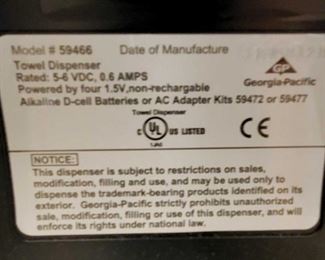 Model # 59466 Date of Manufacture
Towel Dispenser
Rated: 5-6 VDC, 0.6 AMPS
GP
Georgia-Pacific
Powered by four 1.5V,non-rechargable
Alkaline D-cell Batteries or AC Adapter Kits 59472 or 59477
Towel Dispenser
C UL US LISTED CE
NOTICE:
This dispenser is subject to restrictions on sales,
modification, filling and use, and may be used only to
dispense the trademark-bearing products identified on its
exterior. Georgia-Pacific strictly prohibits unauthorized
sale, modification, filling or use of this dispenser, and will
enforce its rights under national law.